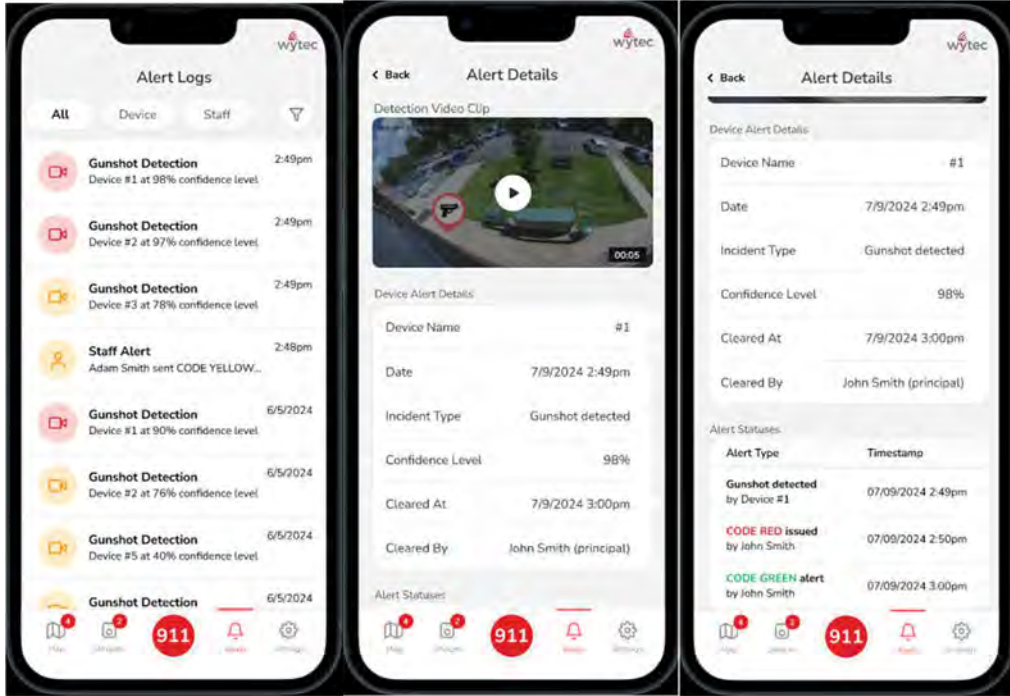 wytec
Alert Logs
All Device Staff
Gunshot Detection 2:49pm
Device #1 at 98% confidence level
Gunshot Detection 2:49pm
Device #2 at 97% confidence level
Gunshot Detection 2:49pm
Device #3 at 78% confidence level
Staff Alert 2:48pm
Adam Smith sent CODE YELLOW...
Gunshot Detection 6/5/2024
Device #1 at 90% confidence level
Gunshot Detection 6/5/2024
Device #2 at 76% confidence level
Gunshot Detection 6/5/2024
Device #5 at 40% confidence level
Gunshot Detection 6/5/2024
4 2
911
Map
wytec
< Back Alert Details
Detection Video Clip
00:05
Device Alert Details
Device Name #1
Date 7/9/2024 2:49pm
Incident Type Gunshot detected
Confidence Level 98%
Cleared At 7/9/2024 3:00pm
Cleared By John Smith (principal)
Alert Statuses
4 2
911
Map
wytec
< Back Alert Details
Device Alert Details
Device Name #1
Date 7/9/2024 2:49pm
Incident Type Gunshot detected
Confidence Level 98%
Cleared At 7/9/2024 3:00pm
Cleared By John Smith (principal)
Alert Statuses
Alert Type Timestamp
Gunshot detected
by Device #1 07/09/2024 2:49pm
CODE RED issued
by John Smith 07/09/2024 2:50pm
CODE GREEN alert
by John Smith 07/09/2024 3:00pm
4 2
911
Map